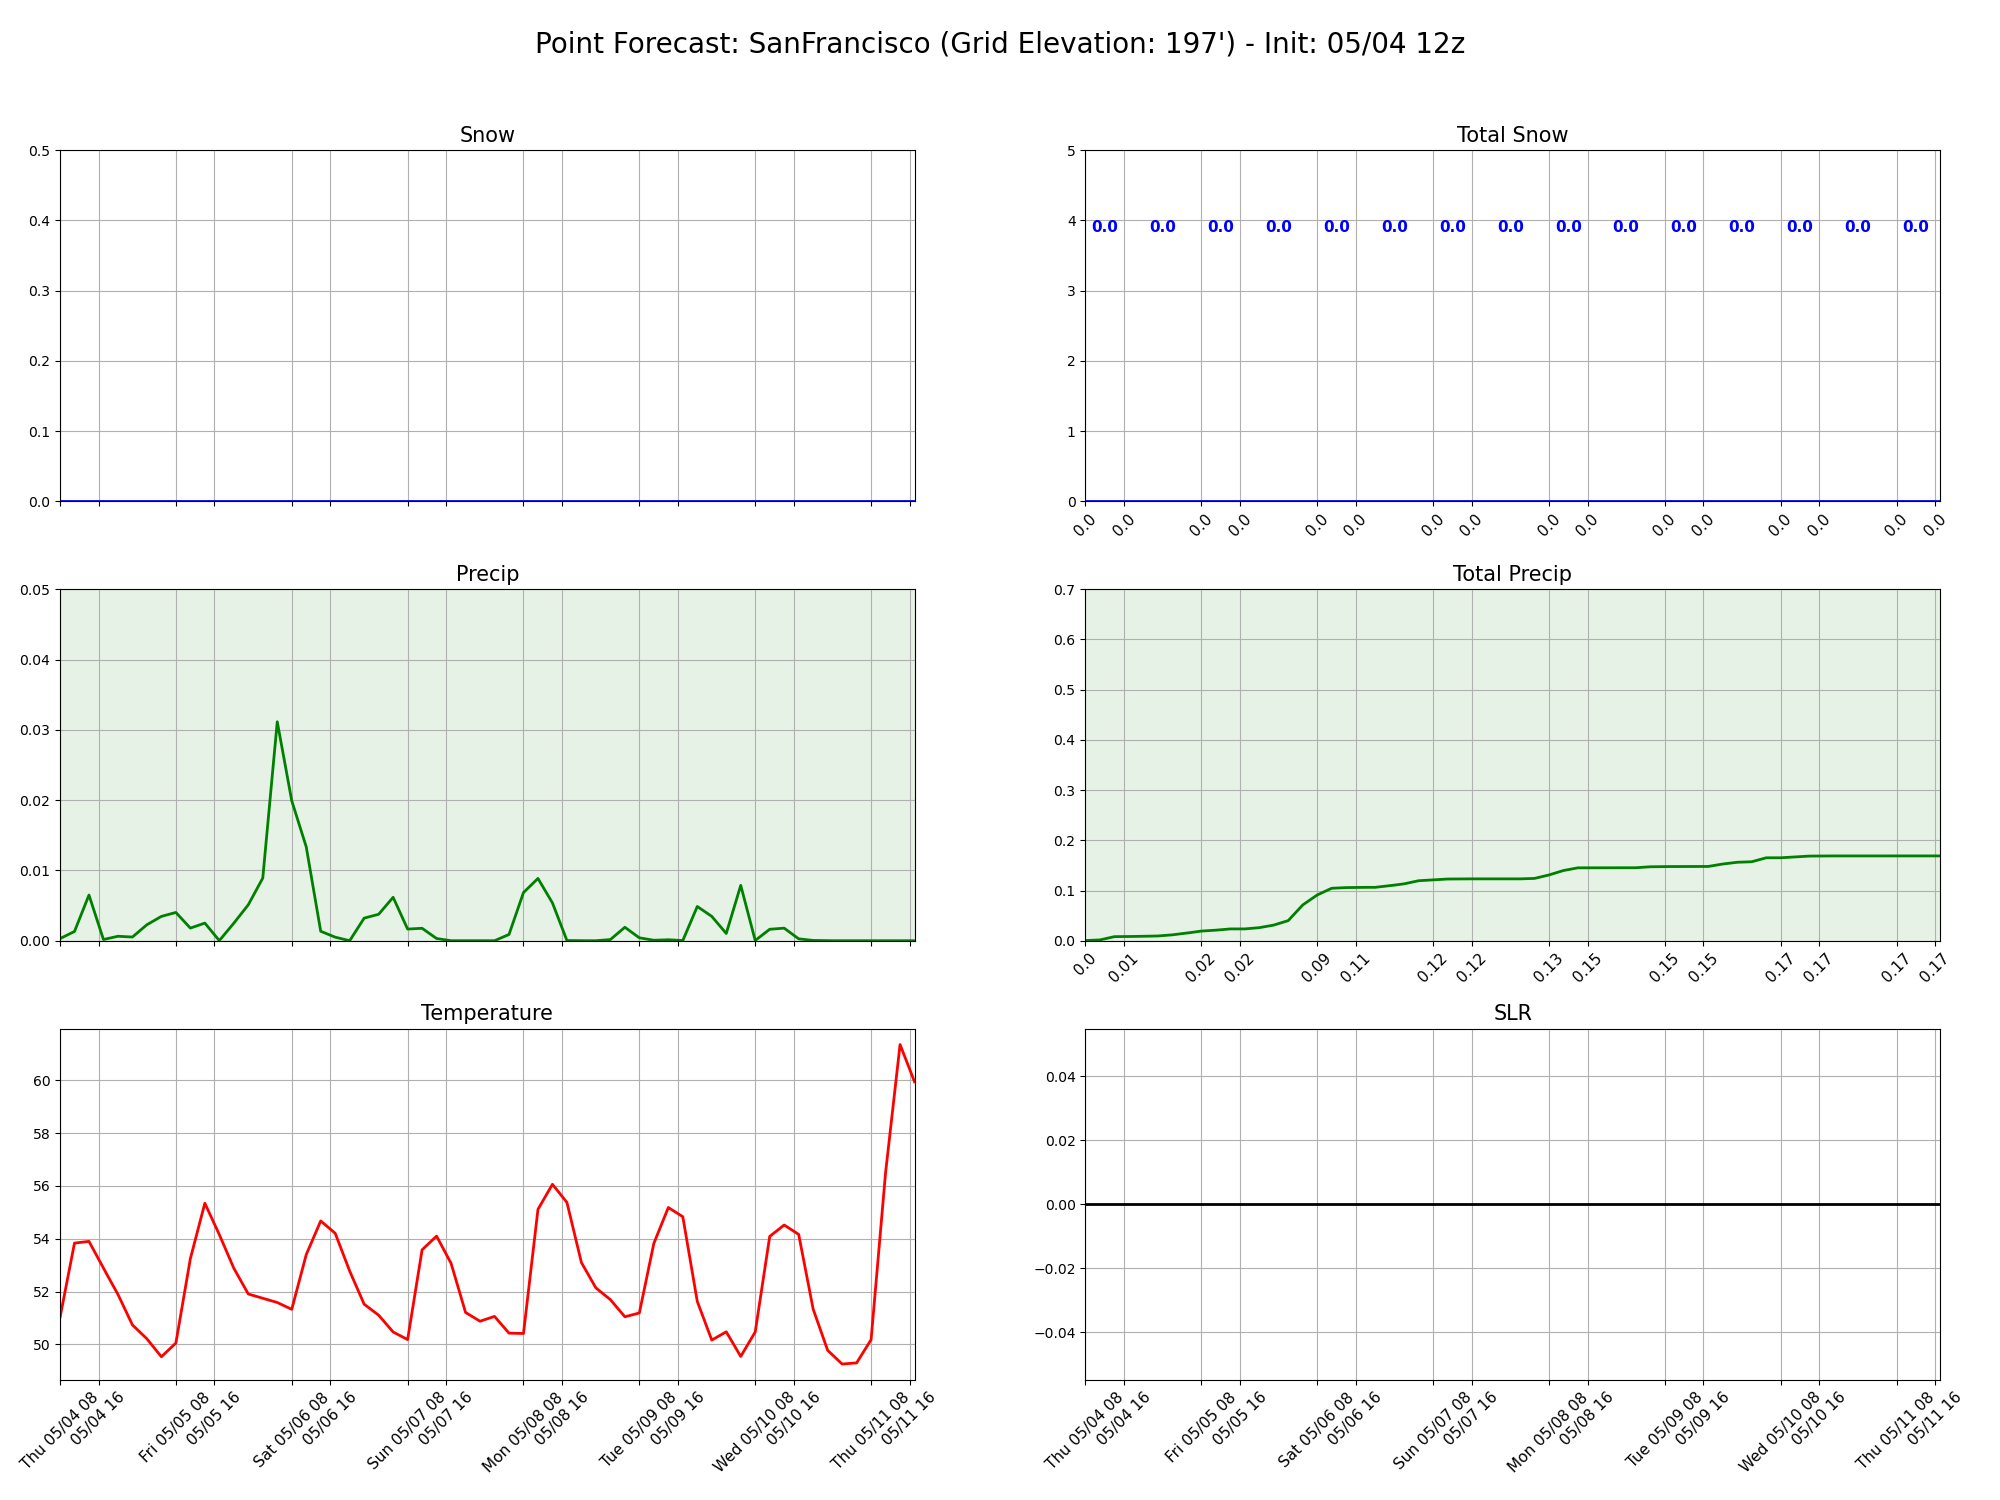 Point Forecast: SanFrancisco (Grid Elevation: 197') - Init: 05/04 12z
Snow
0.5
0.4
0.3
0.2
0.1
0.0
Total Snow
5
4
3
2
1
0
0.0 0.0 0.0 0.0 0.0 0.0 0.0 0.0 0.0 0.0 0.0 0.0 0.0 0.0 0.0
0.0 0.0 0.0 0.0 0.0 0.0 0.0 0.0 0.0 0.0 0.0 0.0 0.0 0.0 0.0 0.0
Precip
0.05
0.04
0.03
0.02
0.01
0.00
Total Precip
0.7
0.6
0.5
0.4
0.3
0.2
0.1
0.0
0.0 0.01 0.02 0.02 0.09 0.11 0.12 0.12 0.13 0.15 0.15 0.15 0.17 0.17 0.17 0.17
Temperature
60
58
56
54
52
50
Thu 05/04 08
05/04 16
Fri 05/05 08
05/05 16
Sat 05/06 08
05/06 16
Sun 05/07 08
05/07 16
Mon 05/08 08
05/08 16
Tue 05/09 08
05/09 16
Wed 05/10 08
05/10 16
Thu 05/11 08
05/11 16
SLR
0.04
0.02
0.00
−0.02
−0.04
Thu 05/04 08
05/04 16
Fri 05/05 08
05/05 16
Sat 05/06 08
05/06 16
Sun 05/07 08
05/07 16
Mon 05/08 08
05/08 16
Tue 05/09 08
05/09 16
Wed 05/10 08
05/10 16
Thu 05/11 08
05/11 16